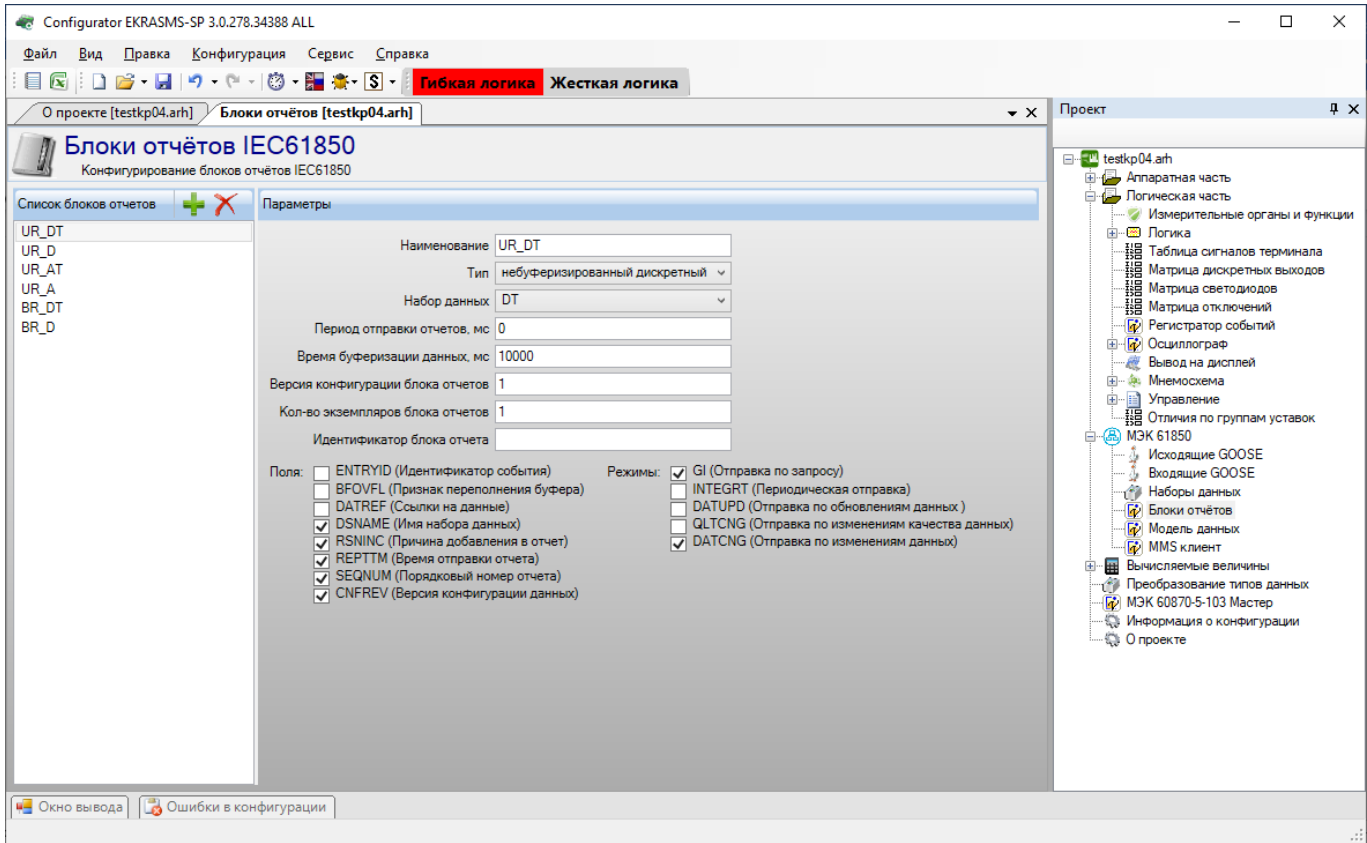 Configurator EKRASMS-SP 3.0.278.34388 ALL
Файл Вид Правка Конфигурация Сервис Справка
S Гибкая логика Жесткая логика
О проекте [testkp04.arh] Блоки отчётов [testkp04.arh]
Блоки отчётов IEC61850
Конфигурирование блоков отчётов IEC61850
Список блоков отчетов
UR_DT
UR_D
UR_AT
UR_A
BR_DT
BR_D
Параметры
Наименование UR_DT
Тип небуферизированный дискретный
Набор данных DT
Период отправки отчетов, мс 0
Время буферизации данных, мс 10000
Версия конфигурации блока отчетов 1
Кол-во экземпляров блока отчетов 1
Идентификатор блока отчета
Поля: ENTRYID (Идентификатор события)
BFOVFL (Признак переполнения буфера)
DATREF (Ссылки на данные)
DSNAME (Имя набора данных)
RSNINC (Причина добавления в отчет)
REPTTM (Время отправки отчета)
SEQNUM (Порядковый номер отчета)
CNFREV (Версия конфигурации данных)
Режимы: GI (Отправка по запросу)
INTEGRT (Периодическая отправка)
DATUPD (Отправка по обновлениям данных )
QLTCNG (Отправка по изменениям качества данных)
DATCNG (Отправка по изменениям данных)
Проект
testkp04.arh
Аппаратная часть
Логическая часть
Измерительные органы и функции
Логика
Таблица сигналов терминала
Матрица дискретных выходов
Матрица светодиодов
Матрица отключений
Регистратор событий
Осциллограф
Вывод на дисплей
Мнемосхема
Управление
Отличия по группам уставок
МЭК 61850
Исходящие GOOSE
Входящие GOOSE
Наборы данных
Блоки отчётов
Модель данных
MMS клиент
Вычисляемые величины
Преобразование типов данных
МЭК 60870-5-103 Мастер
Информация о конфигурации
О проекте
Окно вывода Ошибки в конфигурации